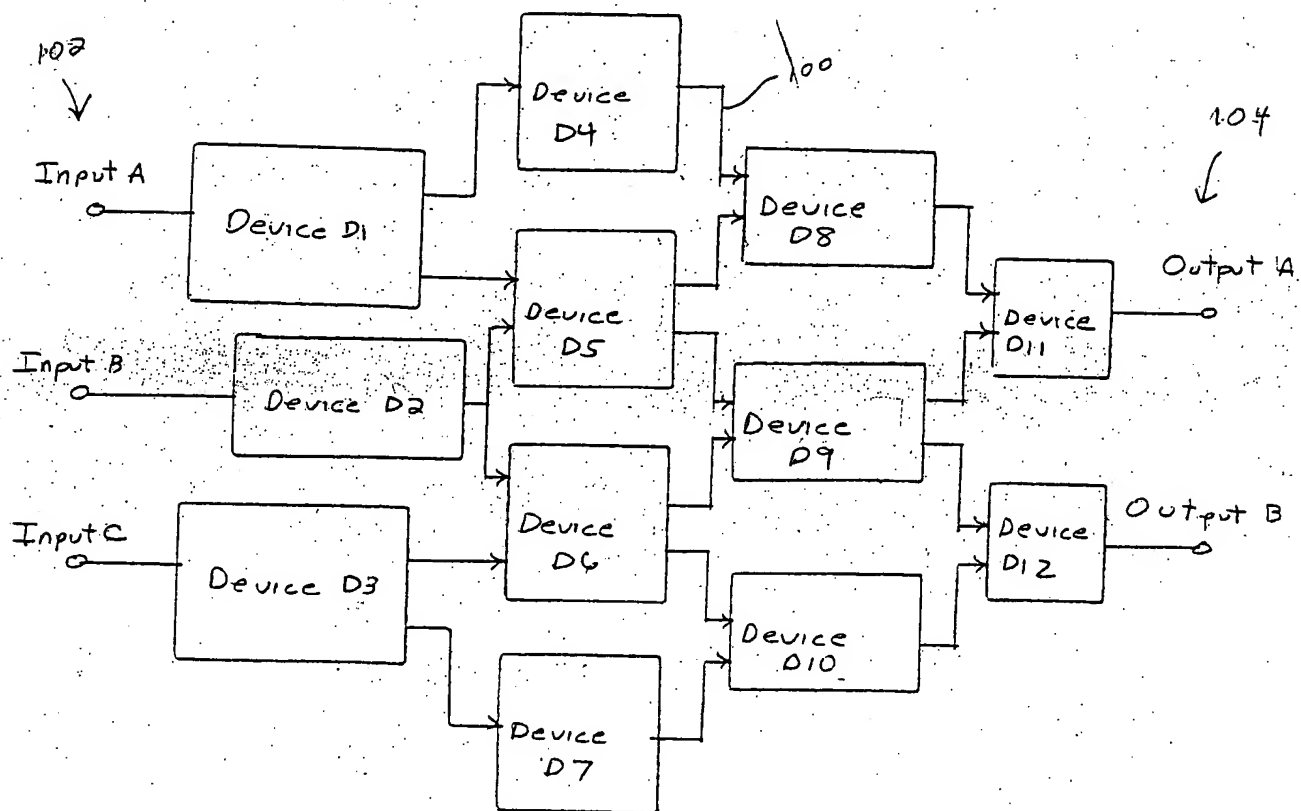 102
100
104
Device
D4
Input A
Device D1
Device
D8
Output A
Device
D5
Device
D11
Input B
Device D2
Device
D9
Input C
Device
D6
Device
D12
Output B
Device D3
Device
D10
Device
D7